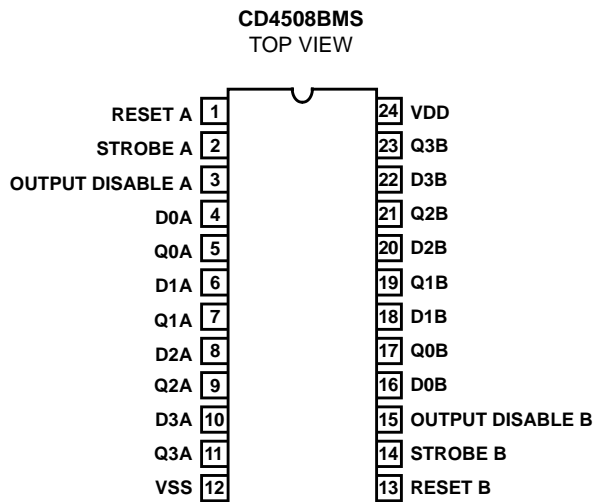 CD4508BMS
TOP VIEW
RESET A 1
STROBE A 2
OUTPUT DISABLE A 3
D0A 4
Q0A 5
D1A 6
Q1A 7
D2A 8
Q2A 9
D3A 10
Q3A 11
VSS 12
24 VDD
23 Q3B
22 D3B
21 Q2B
20 D2B
19 Q1B
18 D1B
17 Q0B
16 D0B
15 OUTPUT DISABLE B
14 STROBE B
13 RESET B